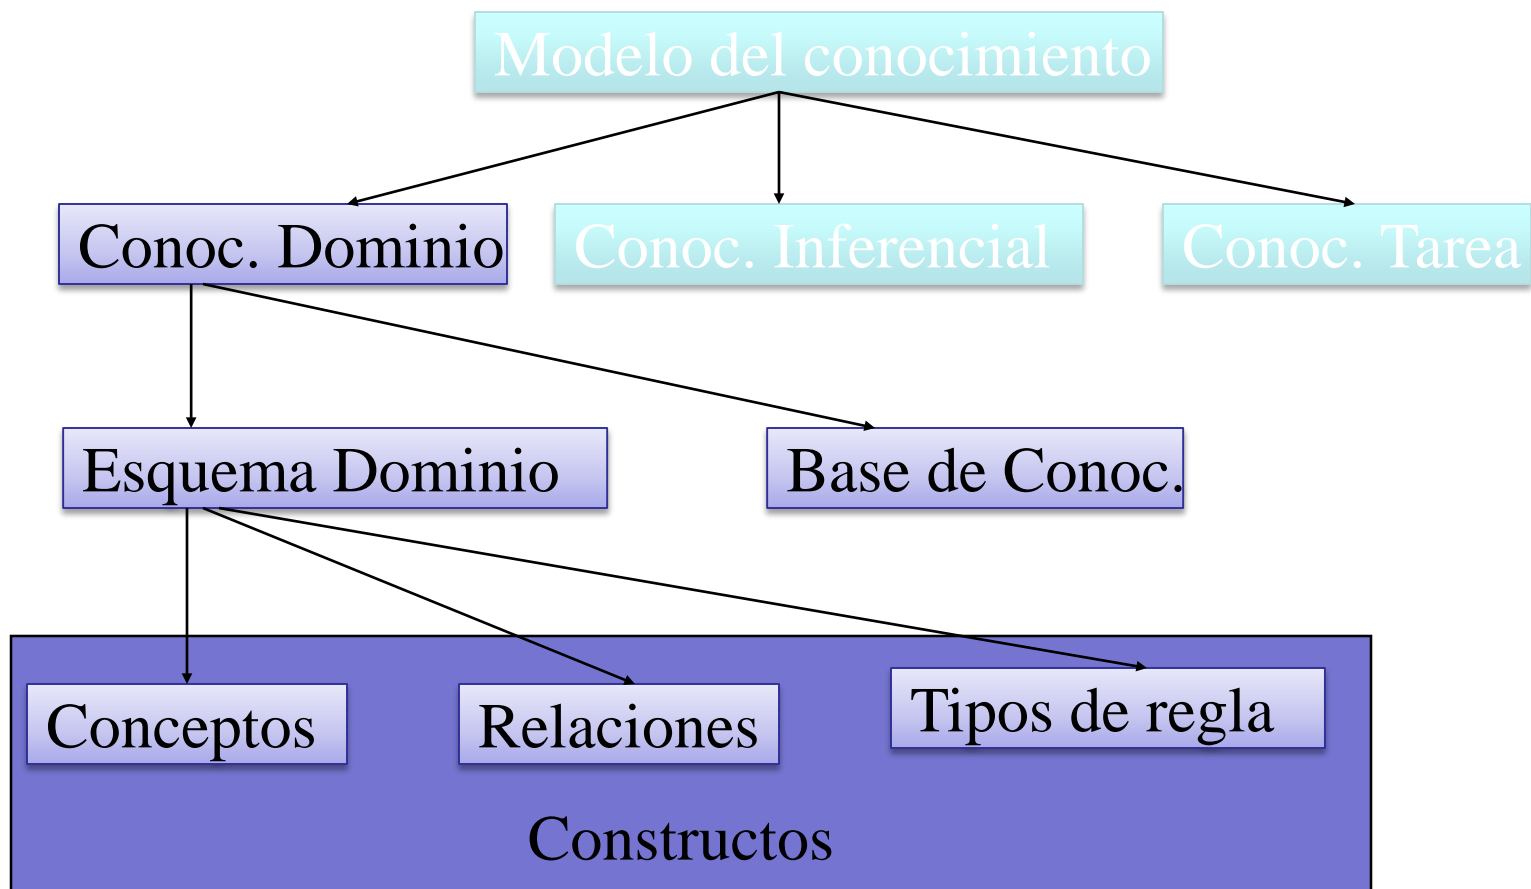 Modelo del conocimiento
Conoc. Dominio
Conoc. Inferencial
Conoc. Tarea
Esquema Dominio
Base de Conoc.
Conceptos
Relaciones
Tipos de regla
Constructos